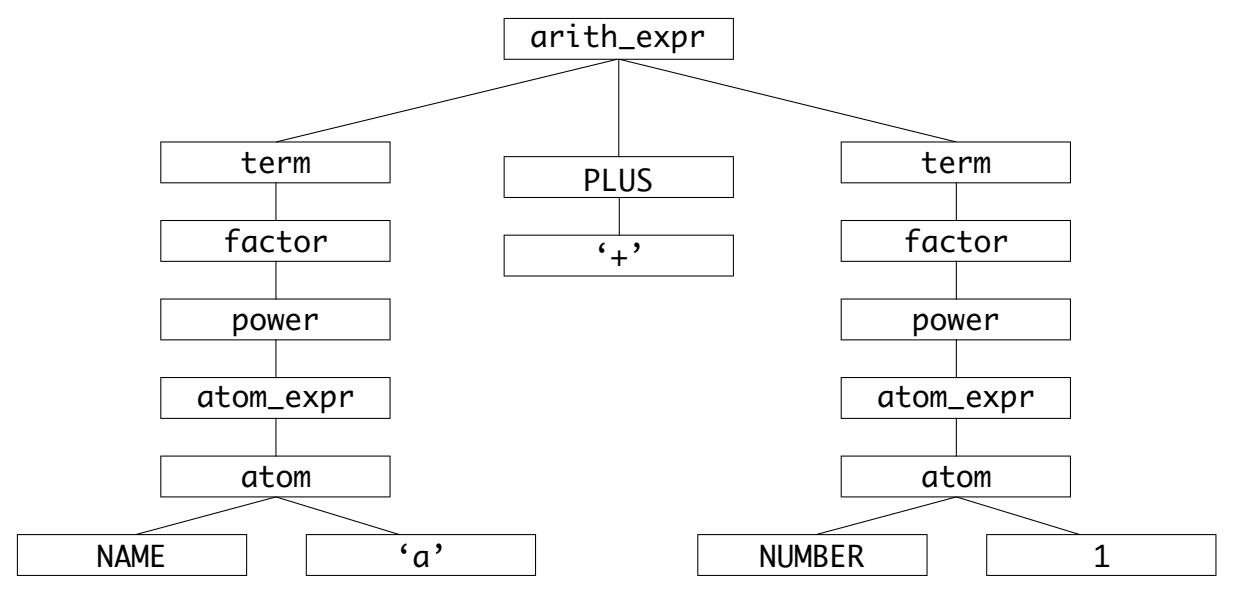 arith_expr
term
PLUS
term
factor
‘+’
factor
power
power
atom_expr
atom_expr
atom
atom
NAME
‘a’
NUMBER
1